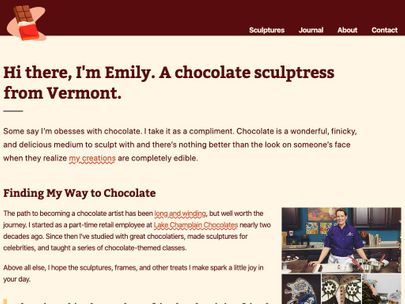 Sculptures Journal About Contact
Hi there, I'm Emily. A chocolate sculptress
from Vermont.
Some say I'm obsesses with chocolate. I take it as a compliment. Chocolate is a wonderful, finicky,
and delicious medium to sculpt with and there's nothing better than the look on someone's face
when they realize my creations are completely edible.
Finding My Way to Chocolate
The path to becoming a chocolate artist has been long and winding, but well worth the
journey. I started as a part-time retail employee at Lake Champlain Chocolates nearly two
decades ago. Since then I've studied with great chocolatiers, made sculptures for
celebrities, and taught a series of chocolate-themed classes.
Above all else, I hope the sculptures, frames, and other treats I make spark a little joy in
your day.